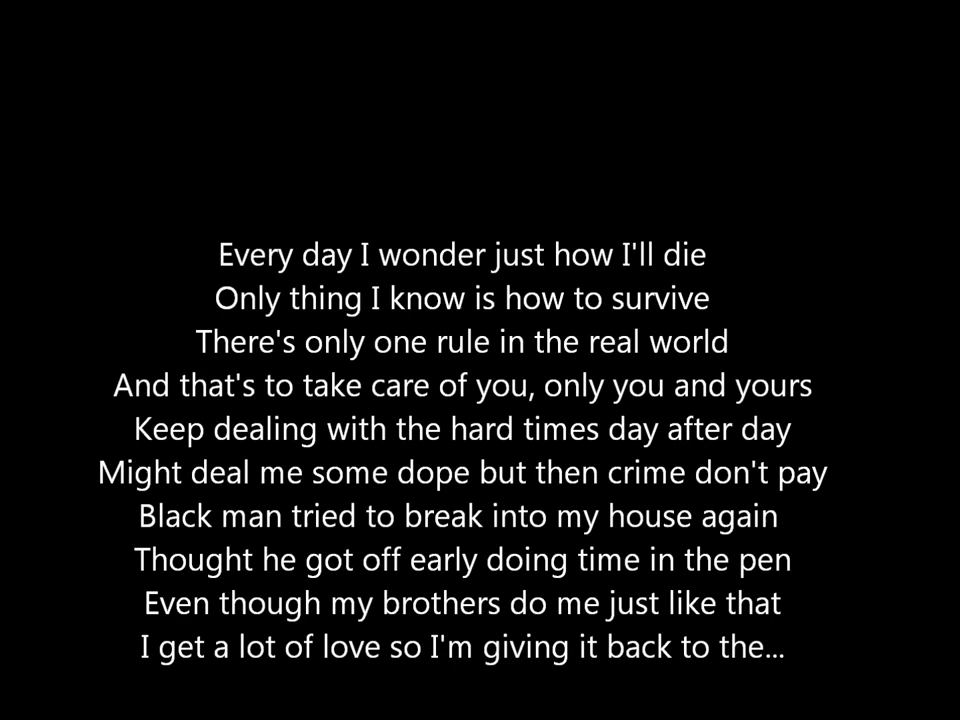 Every day I wonder just how I'll die
Only thing I know is how to survive
There's only one rule in the real world
And that's to take care of you, only you and yours
Keep dealing with the hard times day after day
Might deal me some dope but then crime don't pay
Black man tried to break into my house again
Thought he got off early doing time in the pen
Even though my brothers do me just like that
I get a lot of love so I'm giving it back to the...